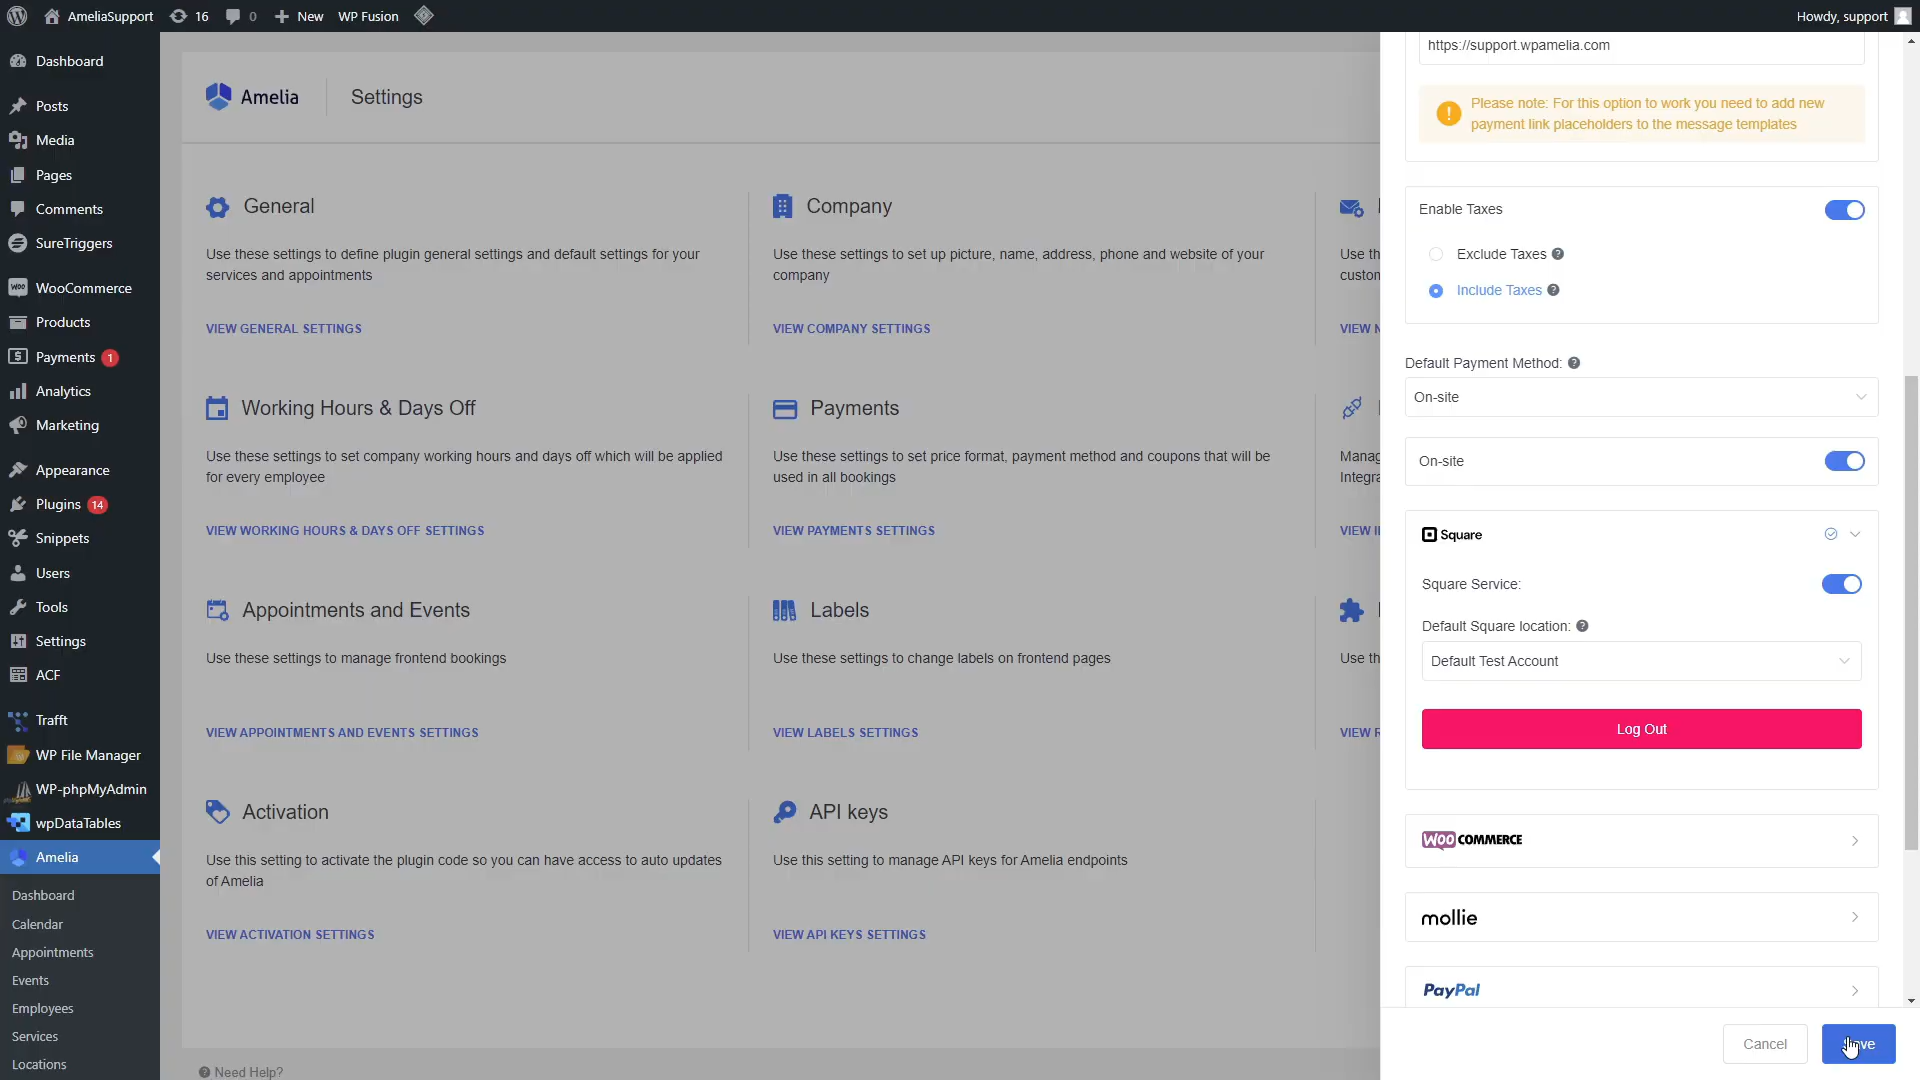 AmeliaSupport
16
0
New
WP Fusion
Howdy, support
Dashboard
Posts
Media
Pages
Comments
SureTriggers
WooCommerce
Products
Payments 1
Analytics
Marketing
Appearance
Plugins 14
Snippets
Users
Tools
Settings
ACF
Trafft
WP File Manager
WP-phpMyAdmin
wpDataTables
Amelia
Dashboard
Calendar
Appointments
Events
Employees
Services
Locations
Amelia
Settings
General
Use these settings to define plugin general settings and default settings for your
services and appointments
VIEW GENERAL SETTINGS
Company
Use these settings to set up picture, name, address, phone and website of your
company
VIEW COMPANY SETTINGS
Use th
custon
VIEW N
Working Hours & Days Off
Use these settings to set company working hours and days off which will be applied
for every employee
VIEW WORKING HOURS & DAYS OFF SETTINGS
Payments
Use these settings to set price format, payment method and coupons that will be
used in all bookings
VIEW PAYMENTS SETTINGS
Manag
Integra
VIEW I
Appointments and Events
Use these settings to manage frontend bookings
VIEW APPOINTMENTS AND EVENTS SETTINGS
Labels
Use these settings to change labels on frontend pages
VIEW LABELS SETTINGS
Use th
VIEW R
Activation
Use this setting to activate the plugin code so you can have access to auto updates
of Amelia
VIEW ACTIVATION SETTINGS
API keys
Use this setting to manage API keys for Amelia endpoints
VIEW API KEYS SETTINGS
Need Help?
https://support.wpamelia.com
Please note: For this option to work you need to add new
payment link placeholders to the message templates
Enable Taxes
Exclude Taxes
Include Taxes
Default Payment Method:
On-site
On-site
Square
Square Service:
Default Square location:
Default Test Account
Log Out
WOO COMMERCE
mollie
PayPal
Cancel